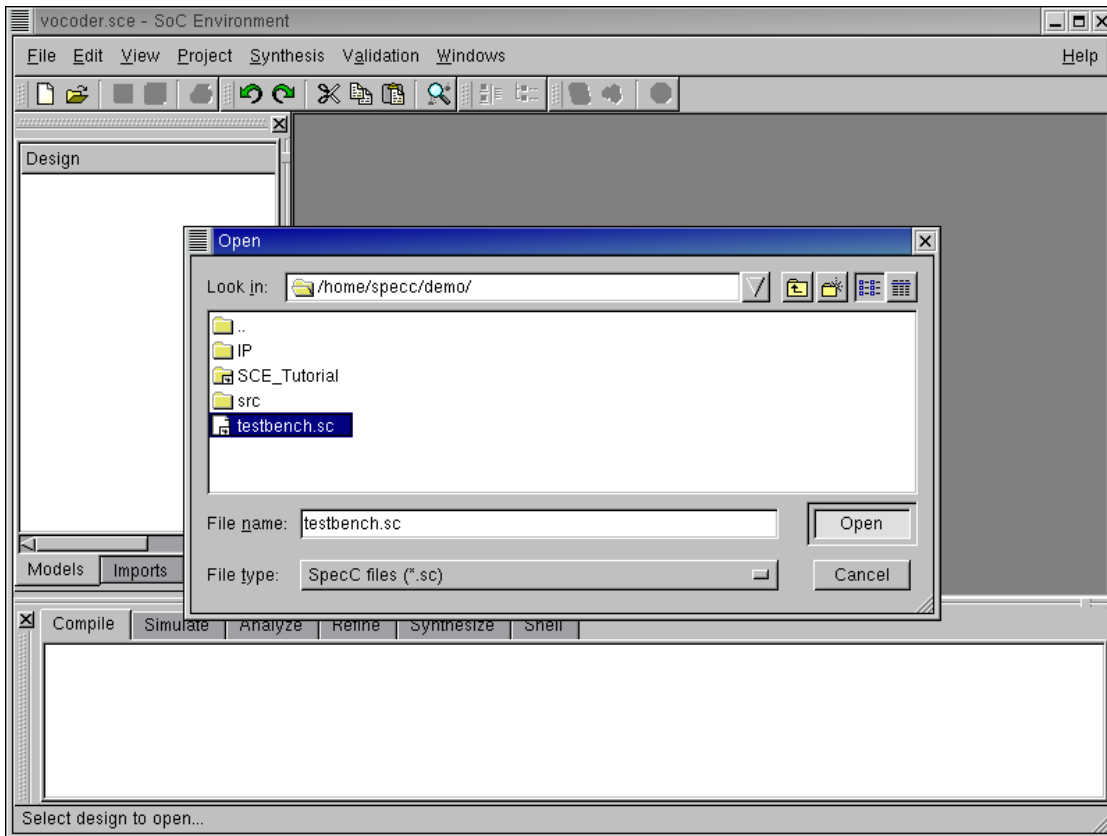 vocoder.sce - SoC Environment
File Edit View Project Synthesis Validation Windows Help
Design
Open
Look in: /home/specc/demo/
..
IP
SCE_Tutorial
src
testbench.sc
File name: testbench.sc Open
File type: SpecC files (*.sc) Cancel
Models Imports
Compile Simulate Analyze Refine Synthesize Shell
Select design to open...